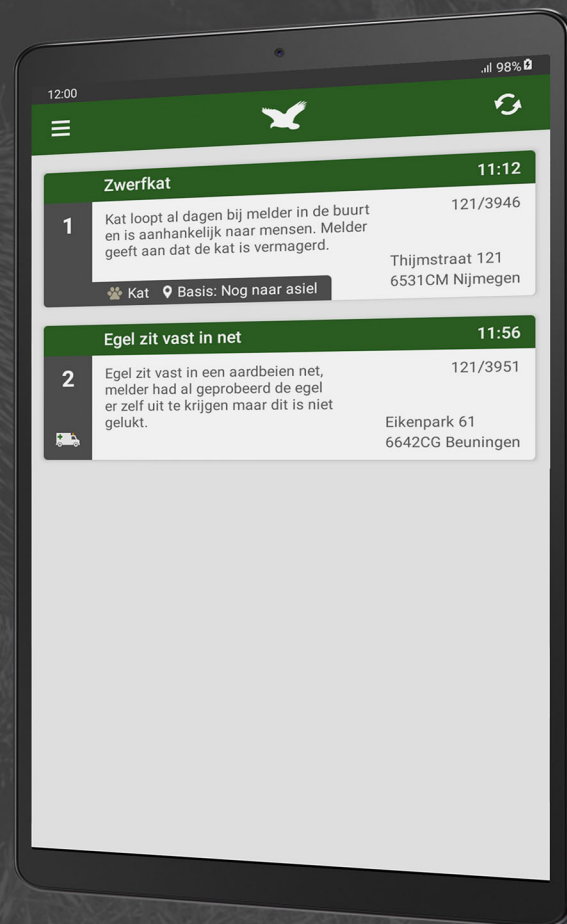 12:00
98%
Zwerfkat
11:12
1
Kat loopt al dagen bij melder in de buurt
en is aanhankelijk naar mensen. Melder
geeft aan dat de kat is vermagerd.
121/3946
Thijmstraat 121
6531CM Nijmegen
Kat Basis: Nog naar asiel
Egel zit vast in net
11:56
2
Egel zit vast in een aardbeien net,
melder had al geprobeerd de egel
er zelf uit te krijgen maar dit is niet
gelukt.
121/3951
Eikenpark 61
6642CG Beuningen